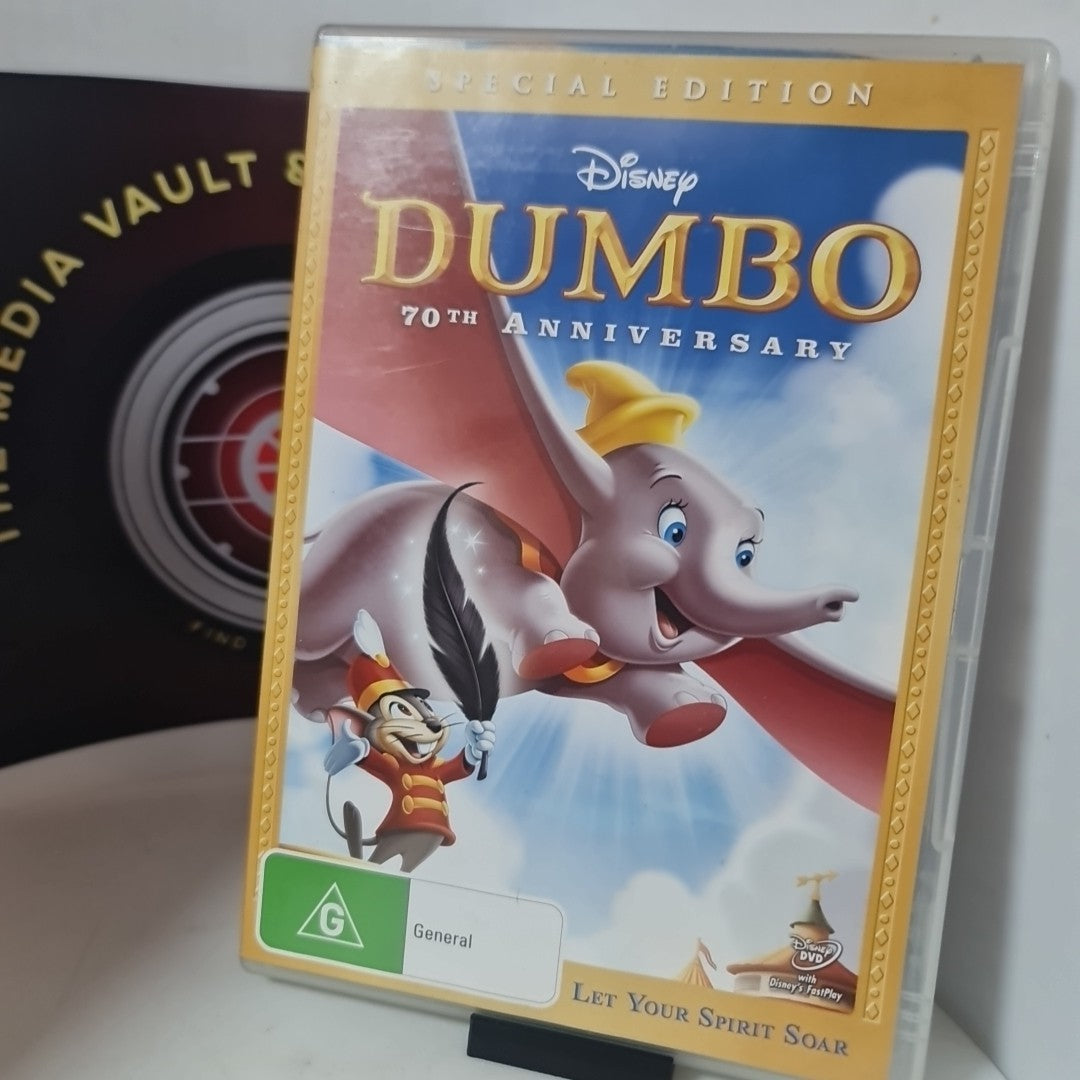 THE MEDIA VAULT &
FIND
SPECIAL EDITION
Disney
DUMBO
70TH ANNIVERSARY
G
General
Disney
DVD
with
Disney's FastPlay
LET YOUR SPIRIT SOAR